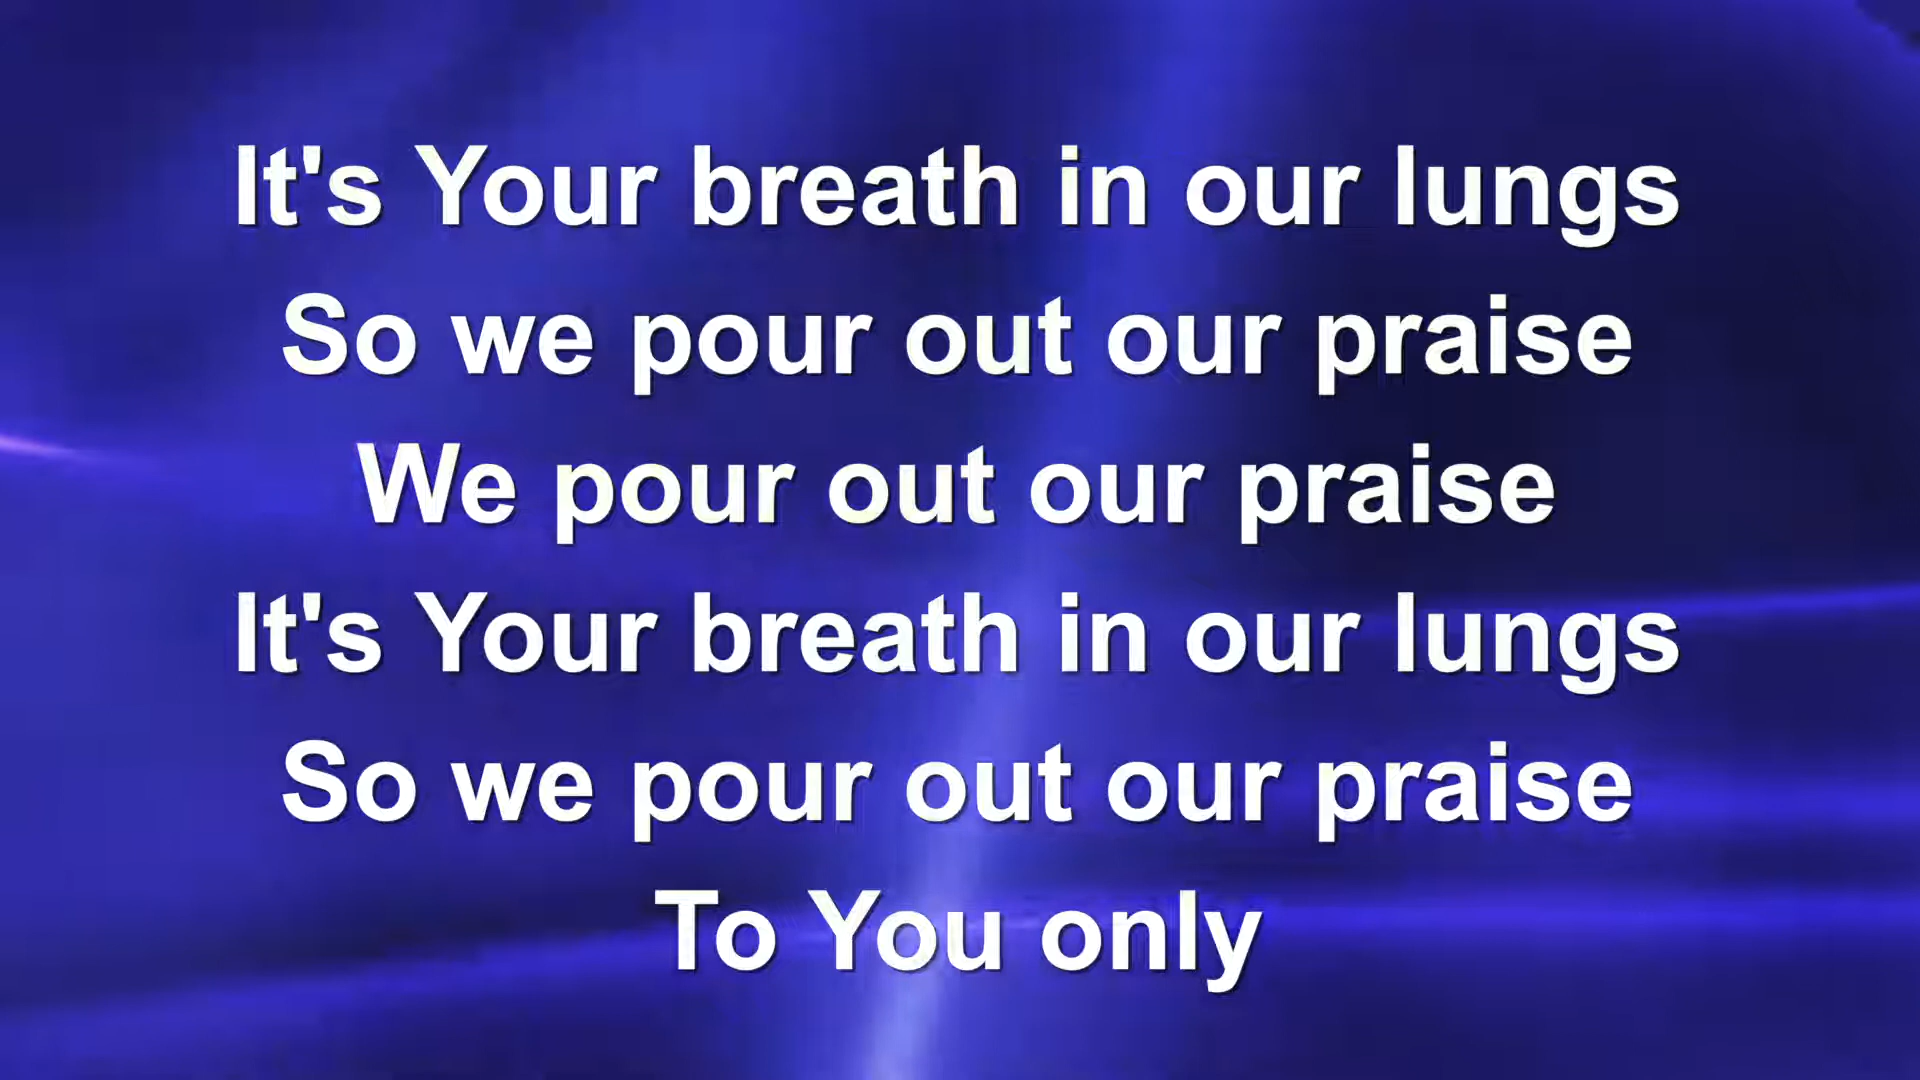 It's Your breath in our lungs
So we pour out our praise
We pour out our praise
It's Your breath in our lungs
So we pour out our praise
To You only